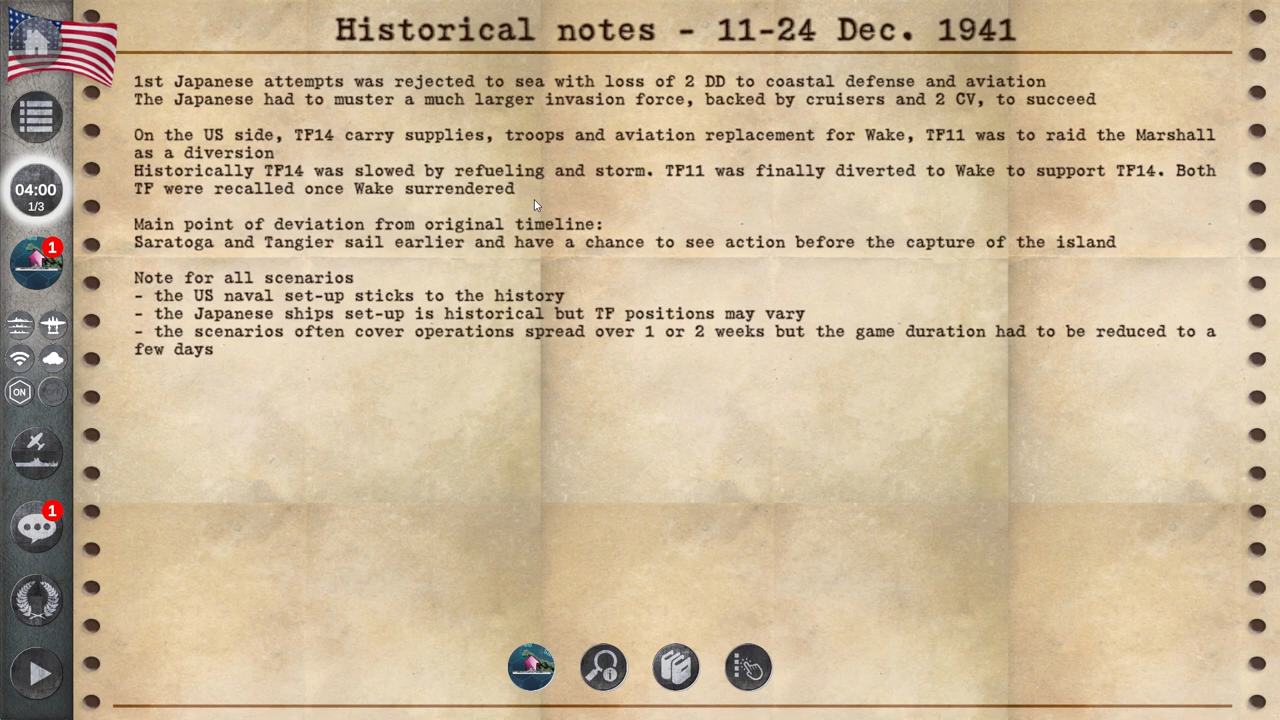 Historical notes - 11-24 Dec. 1941
1st Japanese attempts was rejected to sea with loss of 2 DD to coastal defense and aviation
The Japanese had to muster a much larger invasion force, backed by cruisers and 2 CV, to succeed
On the US side, TF14 carry supplies, troops and aviation replacement for Wake, TF11 was to raid the Marshall
as a diversion
Historically TF14 was slowed by refueling and storm. TF11 was finally diverted to Wake to support TF14. Both
TF were recalled once Wake surrendered
Main point of deviation from original timeline:
Saratoga and Tangier sail earlier and have a chance to see action before the capture of the island
Note for all scenarios
- the US naval set-up sticks to the history
- the Japanese ships set-up is historical but TF positions may vary
- the scenarios often cover operations spread over 1 or 2 weeks but the game duration had to be reduced to a
few days
04:00
1/3
1
ON
1